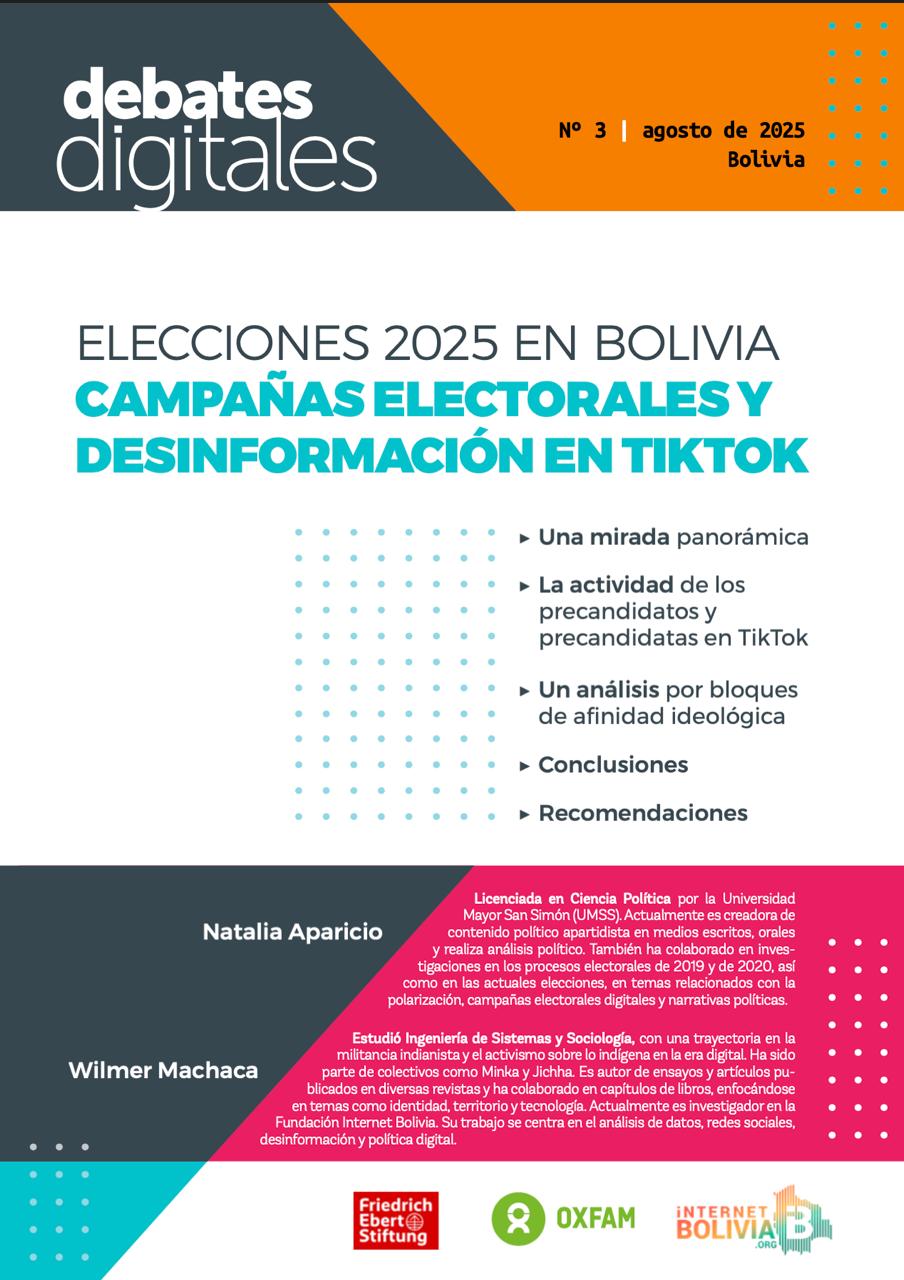 debates
digitales
Nº 3 | agosto de 2025
Bolivia
ELECCIONES 2025 EN BOLIVIA
CAMPAÑAS ELECTORALES Y
DESINFORMACIÓN EN TIKTOK
▸ Una mirada panorámica
▸ La actividad de los
precandidatos y
precandidatas en TikTok
▸ Un análisis por bloques
de afinidad ideológica
▸ Conclusiones
▸ Recomendaciones
Natalia Aparicio
Licenciada en Ciencia Política por la Universidad
Mayor San Simón (UMSS). Actualmente es creadora de
contenido político apartidista en medios escritos, orales
y realiza análisis político. También ha colaborado en inves-
tigaciones en los procesos electorales de 2019 y de 2020, así
como en las actuales elecciones, en temas relacionados con la
polarización, campañas electorales digitales y narrativas políticas.
Wilmer Machaca
Estudió Ingeniería de Sistemas y Sociología, con una trayectoria en la
militancia indianista y el activismo sobre lo indígena en la era digital. Ha sido
parte de colectivos como Minka y Jichha. Es autor de ensayos y artículos pu-
blicados en diversas revistas y ha colaborado en capítulos de libros, enfocándose
en temas como identidad, territorio y tecnología. Actualmente es investigador en la
Fundación Internet Bolivia. Su trabajo se centra en el análisis de datos, redes sociales,
desinformación y política digital.
Friedrich
Ebert
Stiftung
OXFAM
iNTERNET
BOLIVIA
.ORG
B